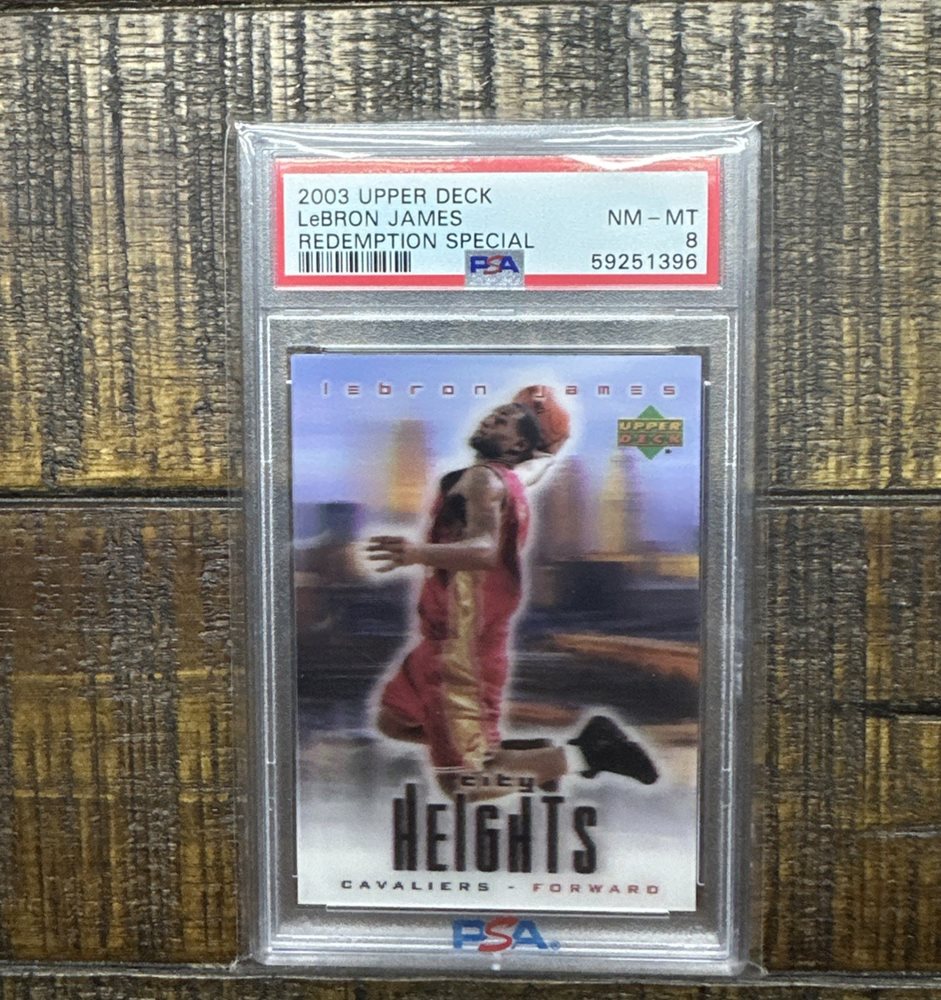 2003 UPPER DECK
LeBRON JAMES NM - MT
REDEMPTION SPECIAL 8
PSA 59251396
lebron james
UPPER DECK
city
HEIGHTS
CAVALIERS - FORWARD
PSA